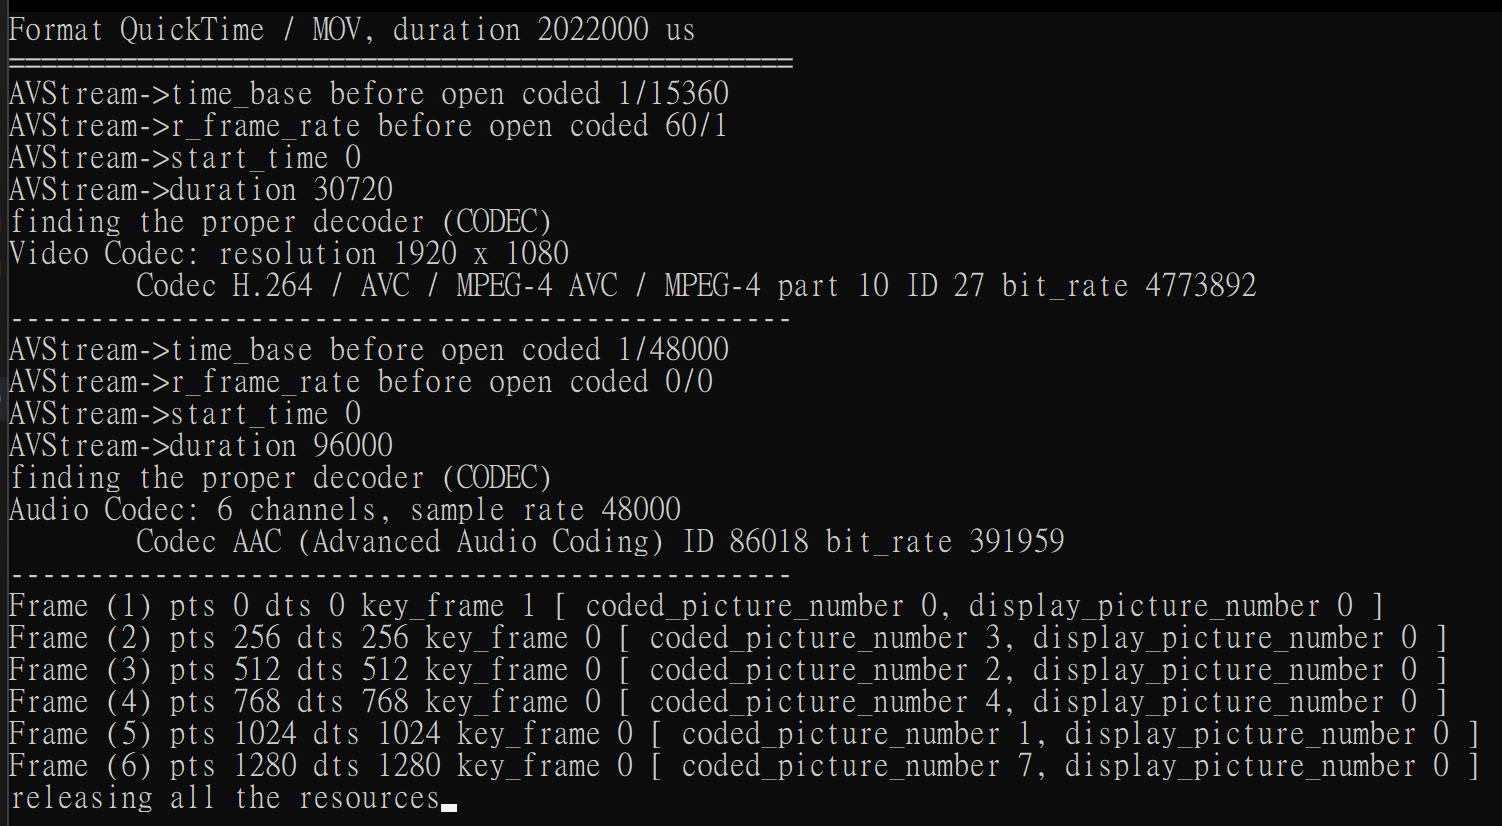 Format QuickTime / MOV, duration 2022000 us
=================================================
AVStream->time_base before open coded 1/15360
AVStream->r_frame_rate before open coded 60/1
AVStream->start_time 0
AVStream->duration 30720
finding the proper decoder (CODEC)
Video Codec: resolution 1920 x 1080
        Codec H.264 / AVC / MPEG-4 AVC / MPEG-4 part 10 ID 27 bit_rate 4773892
-------------------------------------------------
AVStream->time_base before open coded 1/48000
AVStream->r_frame_rate before open coded 0/0
AVStream->start_time 0
AVStream->duration 96000
finding the proper decoder (CODEC)
Audio Codec: 6 channels, sample rate 48000
        Codec AAC (Advanced Audio Coding) ID 86018 bit_rate 391959
-------------------------------------------------
Frame (1) pts 0 dts 0 key_frame 1 [ coded_picture_number 0, display_picture_number 0 ]
Frame (2) pts 256 dts 256 key_frame 0 [ coded_picture_number 3, display_picture_number 0 ]
Frame (3) pts 512 dts 512 key_frame 0 [ coded_picture_number 2, display_picture_number 0 ]
Frame (4) pts 768 dts 768 key_frame 0 [ coded_picture_number 4, display_picture_number 0 ]
Frame (5) pts 1024 dts 1024 key_frame 0 [ coded_picture_number 1, display_picture_number 0 ]
Frame (6) pts 1280 dts 1280 key_frame 0 [ coded_picture_number 7, display_picture_number 0 ]
releasing all the resources